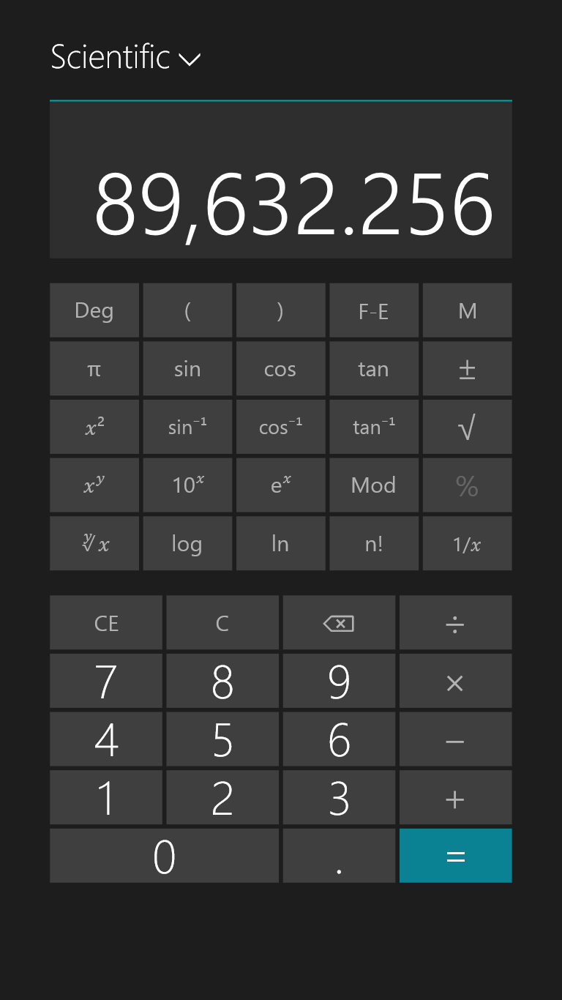 Scientific
89,632.256
Deg ( ) F-E M
π sin cos tan ±
x² sin⁻¹ cos⁻¹ tan⁻¹ √
xʸ 10ˣ eˣ Mod %
ʸ√x log ln n! 1/x
CE C ÷
7 8 9 ×
4 5 6 −
1 2 3 +
0 . =